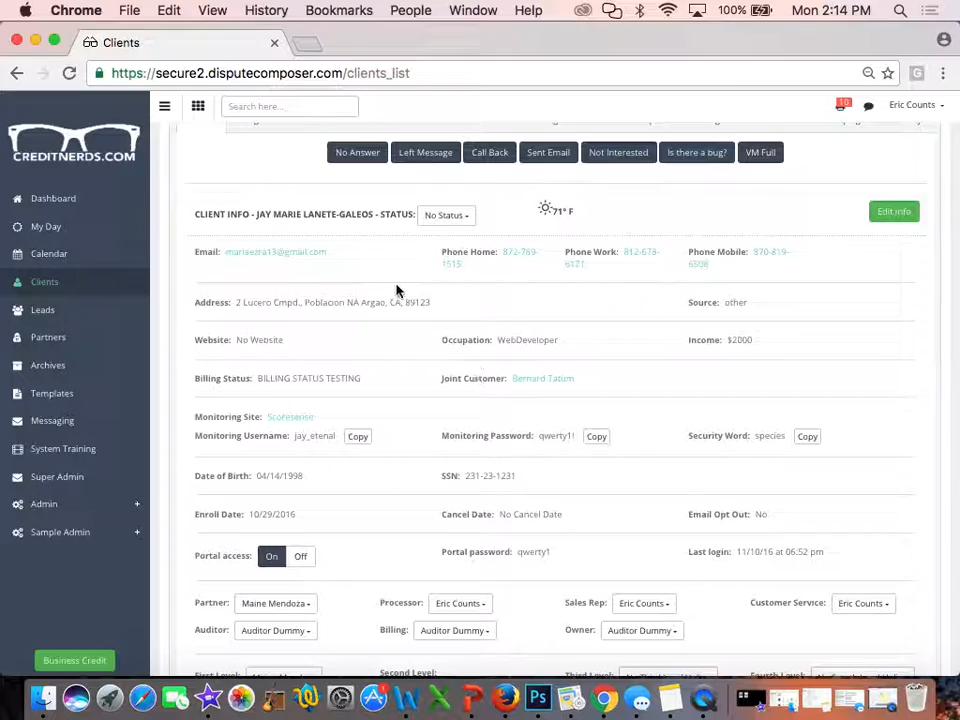 Chrome File Edit View History Bookmarks People Window Help 100% Mon 2:14 PM
Clients
https://secure2.disputecomposer.com/clients_list
Search here... 10 Eric Counts
CREDITNERDS.COM
Dashboard
My Day
Calendar
Clients
Leads
Partners
Archives
Templates
Messaging
System Training
Super Admin
Admin +
Sample Admin +
Business Credit
No Answer Left Message Call Back Sent Email Not Interested Is there a bug? VM Full
CLIENT INFO - JAY MARIE LANETE-GALEOS - STATUS: No Status 71° F Edit info
Email: marisezra13@gmail.com Phone Home: 872-769- Phone Work: 812-673- Phone Mobile: 870-819-
1515 6171 6508
Address: 2 Lucero Cmpd., Poblacion NA Argao, CA, 89123 Source: other
Website: No Website Occupation: WebDeveloper Income: $2000
Billing Status: BILLING STATUS TESTING Joint Customer: Bernard Tatum
Monitoring Site: Scoresense
Monitoring Username: jay_etenal Copy Monitoring Password: qwerty1! Copy Security Word: species Copy
Date of Birth: 04/14/1998 SSN: 231-23-1231
Enroll Date: 10/29/2016 Cancel Date: No Cancel Date Email Opt Out: No
Portal access: On Off Portal password: qwerty1 Last login: 11/10/16 at 06:52 pm
Partner: Maine Mendoza Processor: Eric Counts Sales Rep: Eric Counts Customer Service: Eric Counts
Auditor: Auditor Dummy Billing: Auditor Dummy Owner: Auditor Dummy
First Level: Second Level: Third Level: Fourth Level: